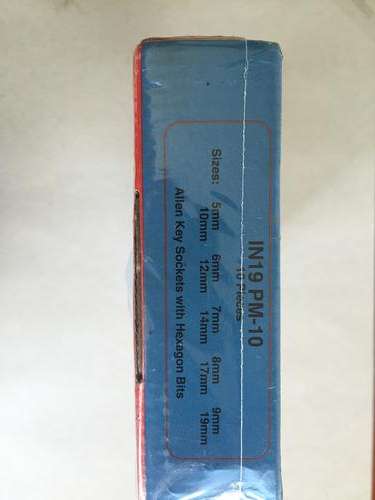 IN19 PM-10
10 Pieces
Sizes: 5mm 6mm 7mm 8mm 9mm
10mm 12mm 14mm 17mm 19mm
Allen Key Sockets with Hexagon Bits